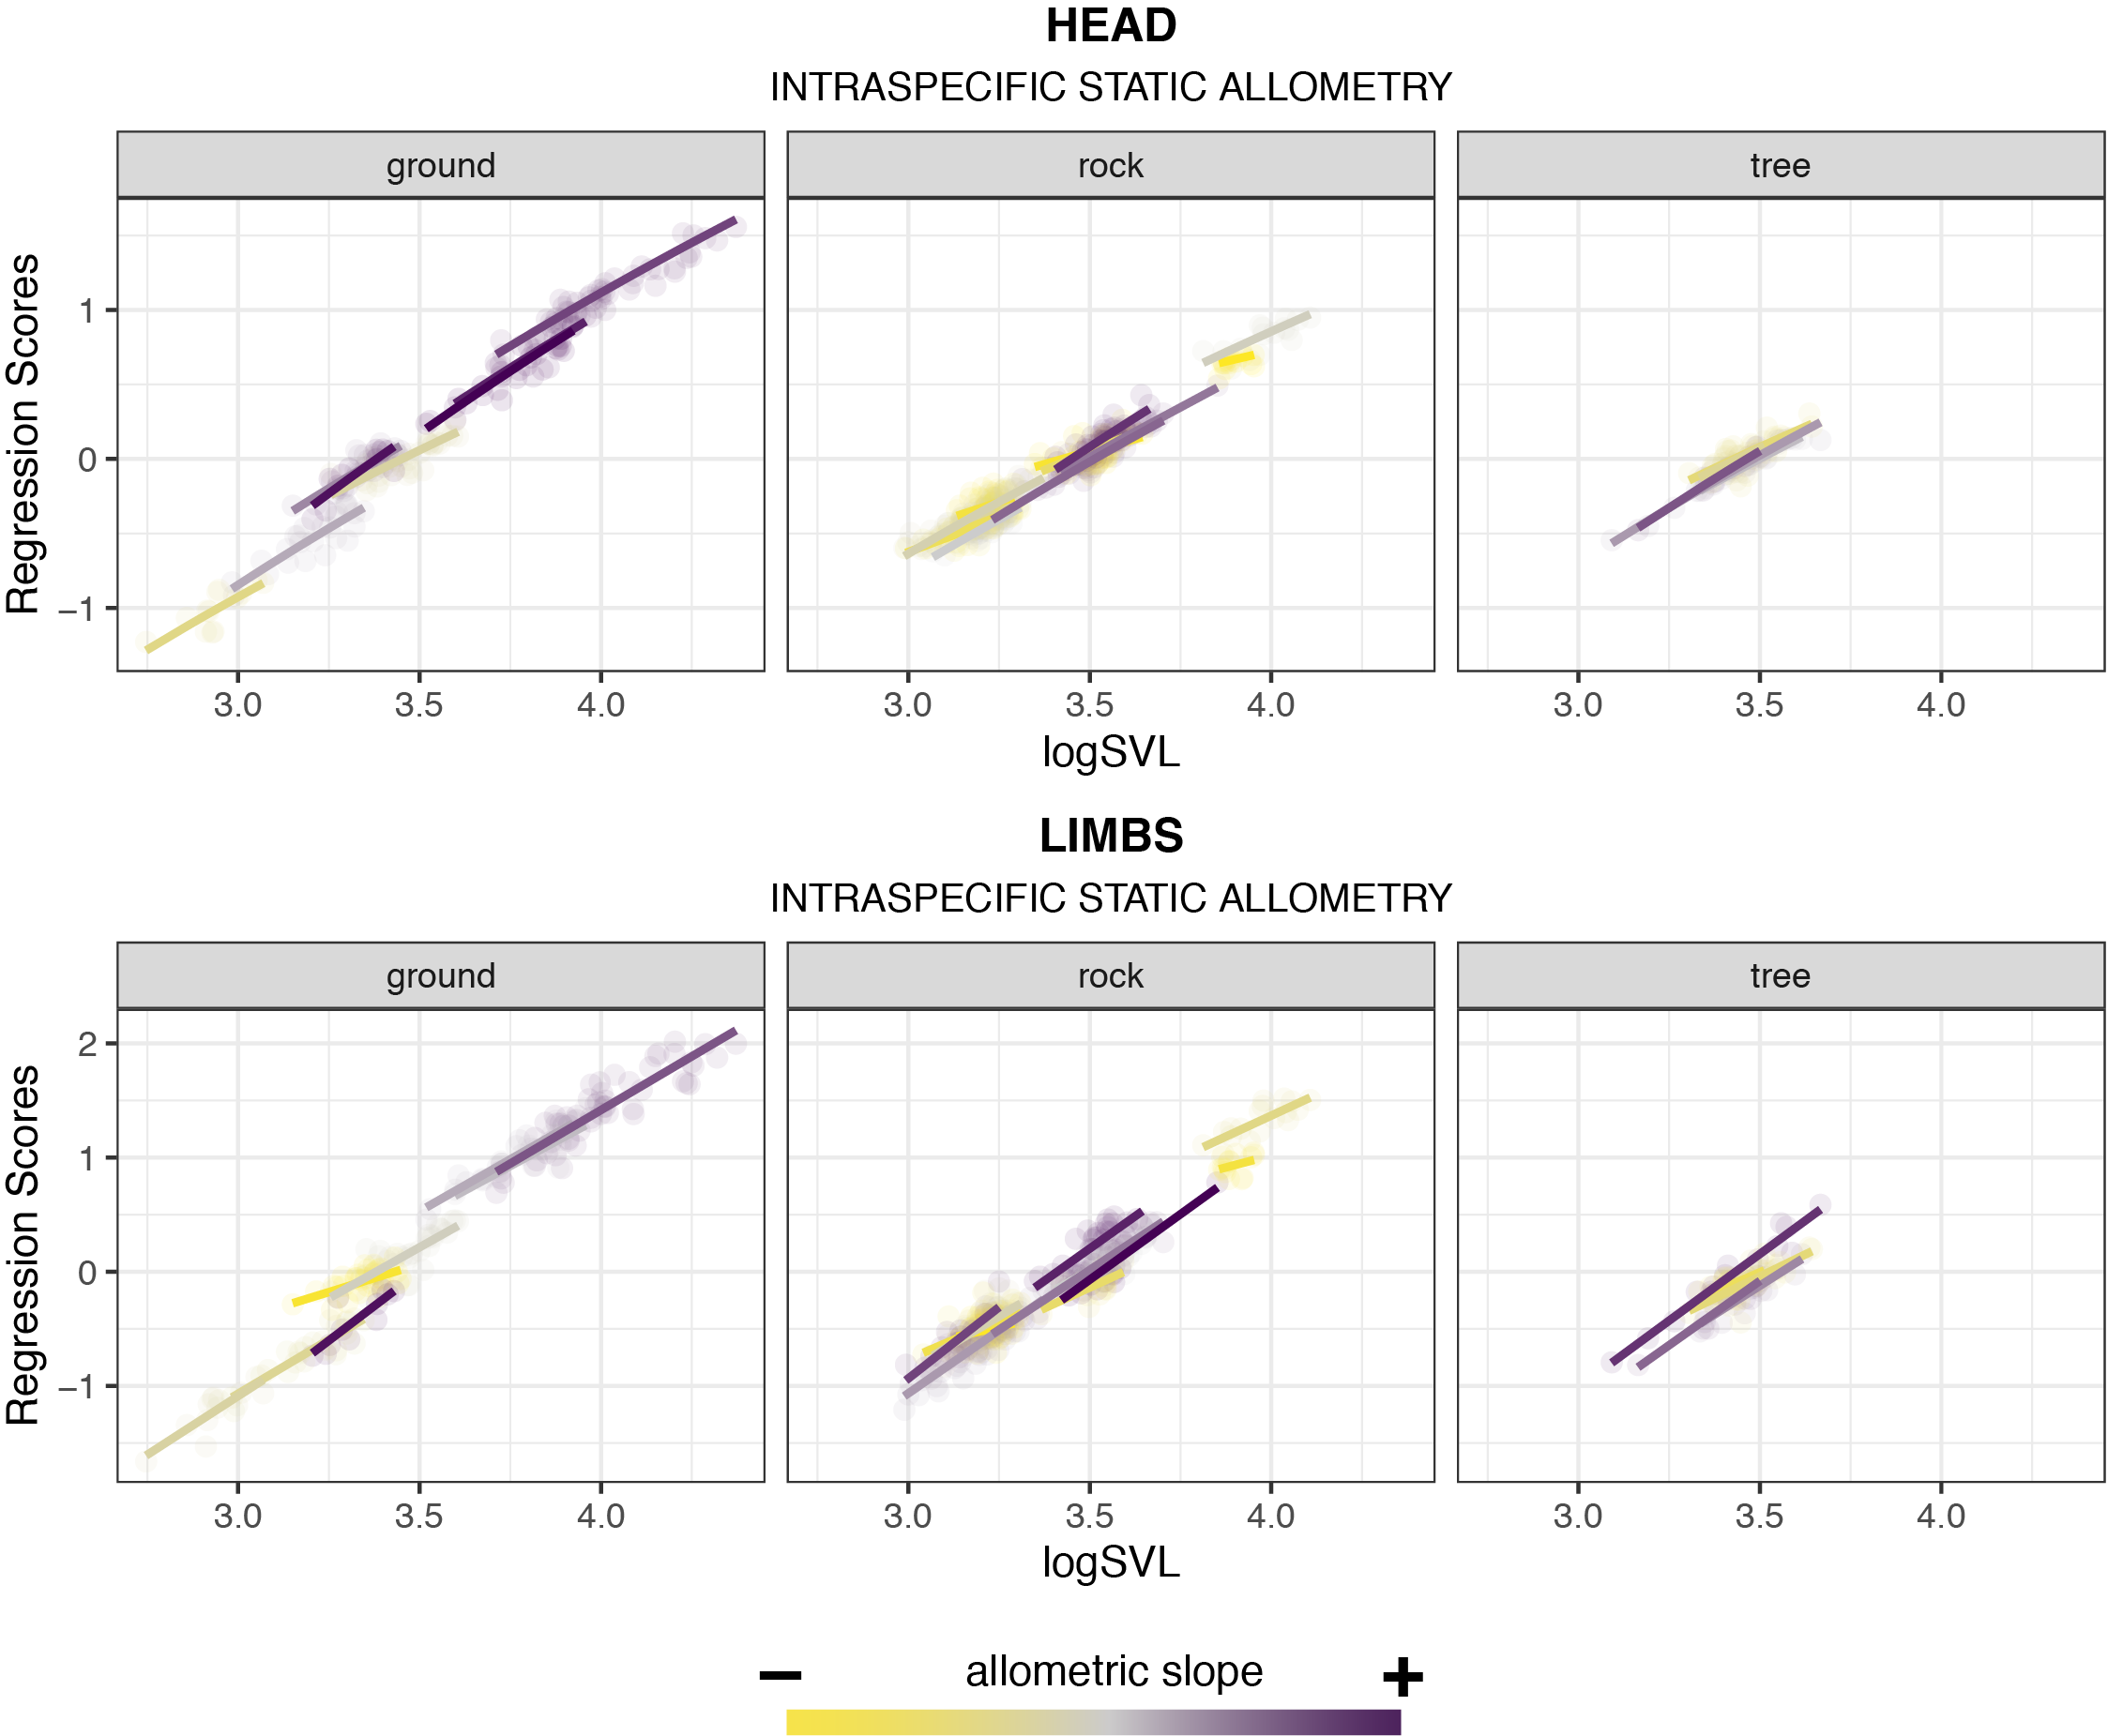 HEAD
INTRASPECIFIC STATIC ALLOMETRY
ground rock tree
Regression Scores
1
0
−1
3.0 3.5 4.0 3.0 3.5 4.0 3.0 3.5 4.0
logSVL
LIMBS
INTRASPECIFIC STATIC ALLOMETRY
ground rock tree
Regression Scores
2
1
0
−1
3.0 3.5 4.0 3.0 3.5 4.0 3.0 3.5 4.0
logSVL
− allometric slope +